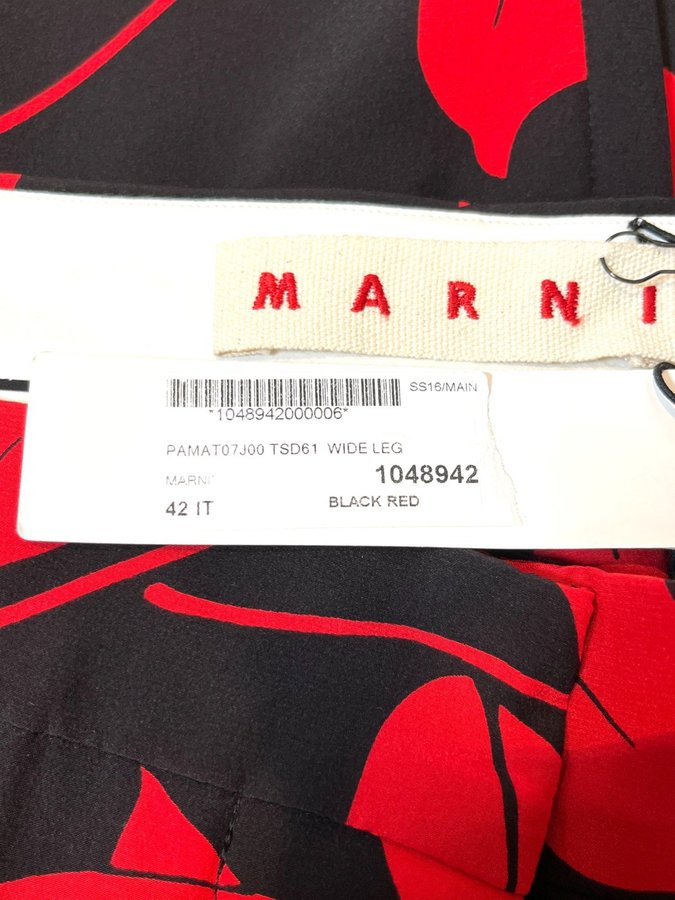 MARNI
SS16/MAIN
*1048942000006*
PAMAT07J00 TSD61 WIDE LEG
MARNI 1048942
42 IT BLACK RED